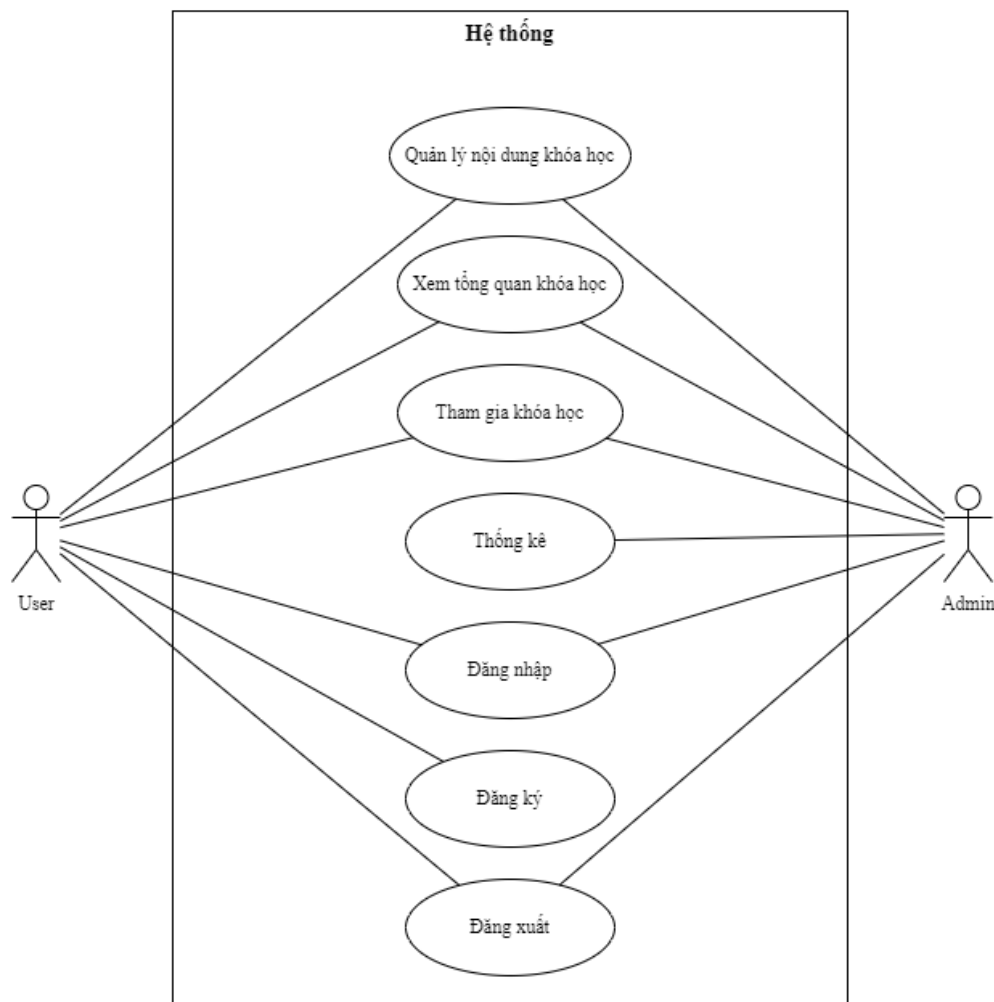 Hệ thống
Quản lý nội dung khóa học
Xem tổng quan khóa học
Tham gia khóa học
Thống kê
User
Admin
Đăng nhập
Đăng ký
Đăng xuất